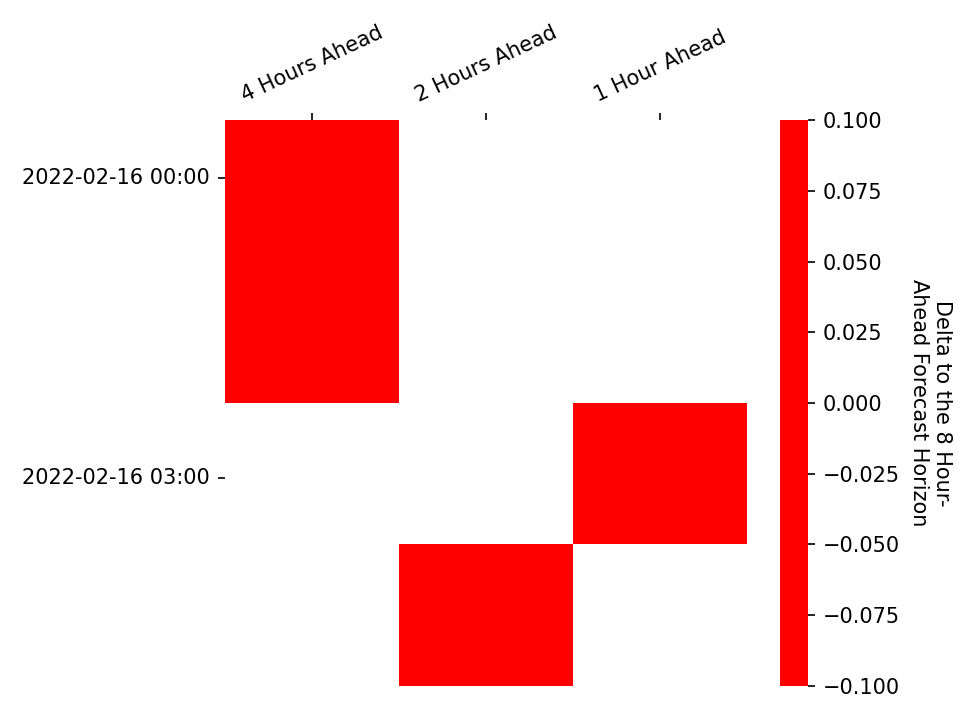 4 Hours Ahead
2 Hours Ahead
1 Hour Ahead
2022-02-16 00:00
2022-02-16 03:00
0.100
0.075
0.050
0.025
0.000
−0.025
−0.050
−0.075
−0.100
Delta to the 8 Hour-
Ahead Forecast Horizon